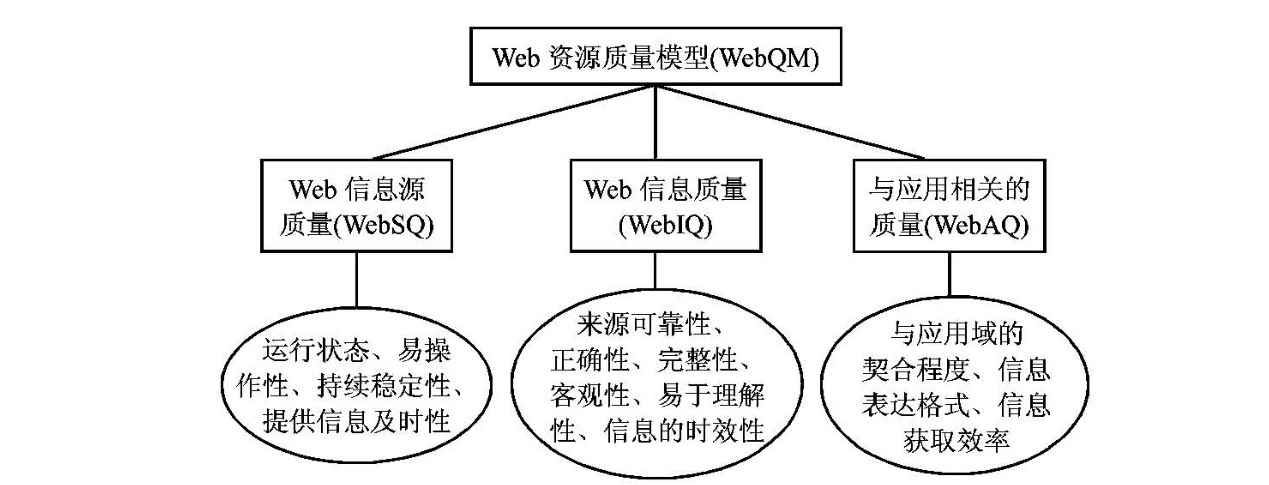 Web 资源质量模型(WebQM)
Web 信息源
质量(WebSQ)
Web 信息质量
(WebIQ)
与应用相关的
质量(WebAQ)
运行状态、易操
作性、持续稳定性、
提供信息及时性
来源可靠性、
正确性、完整性、
客观性、易于理解
性、信息的时效性
与应用域的
契合程度、信息
表达格式、信息
获取效率